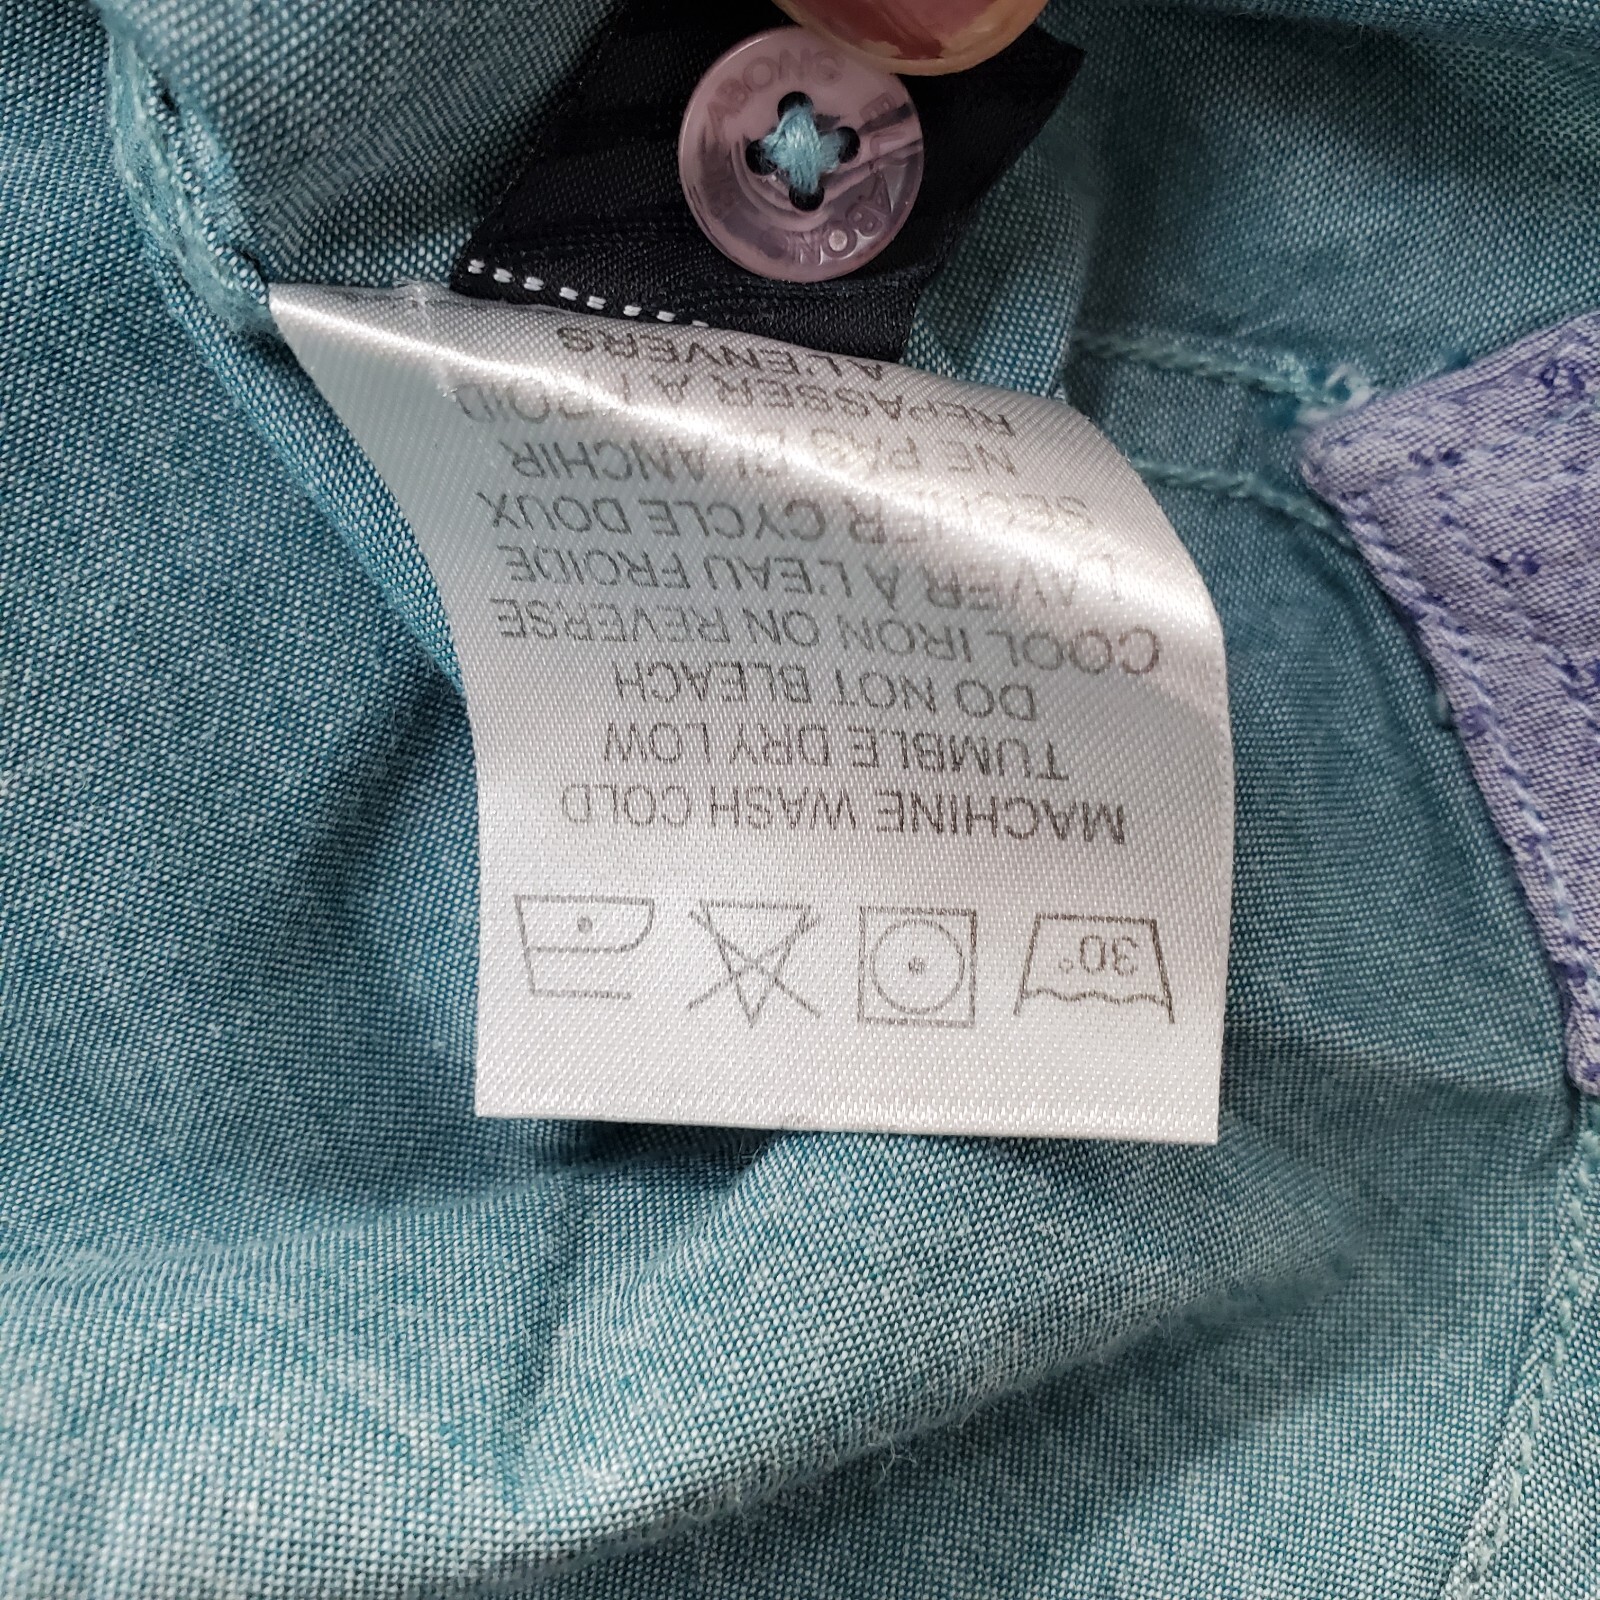 30°
MACHINE WASH COLD
TUMBLE DRY LOW
DO NOT BLEACH
COOL IRON ON REVERSE
LAVER À L'EAU FROIDE
SÉCHER CYCLE DOUX
NE PAS BLANCHIR
REPASSER À FROID
À L'ENVERS